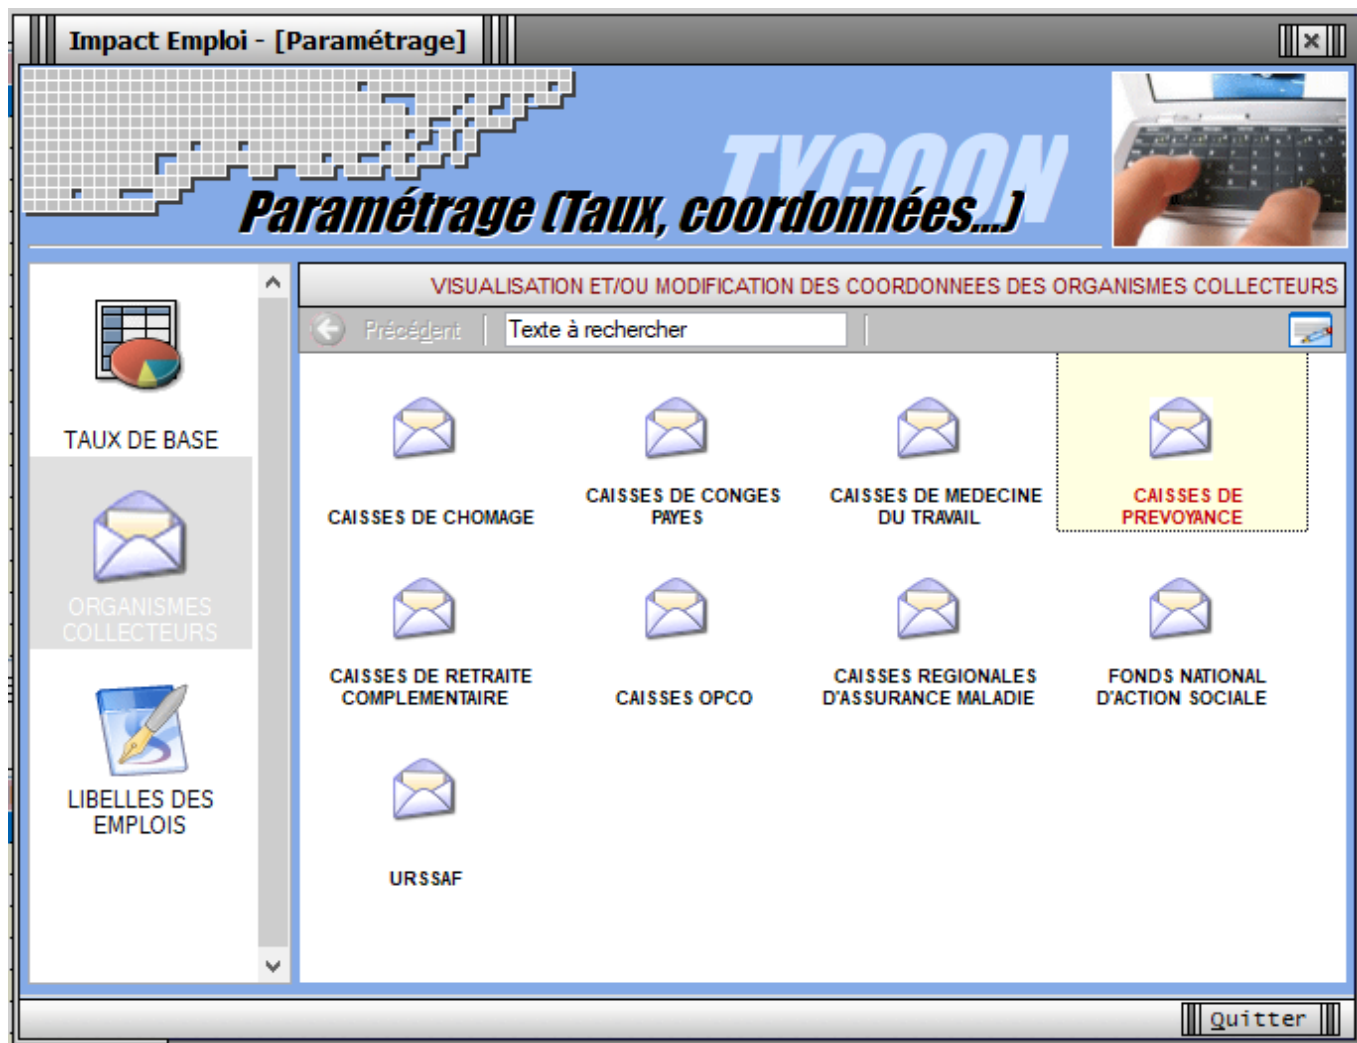 Impact Emploi - [Paramétrage]
TYCOON
Paramétrage (Taux, coordonnées...)
VISUALISATION ET/OU MODIFICATION DES COORDONNEES DES ORGANISMES COLLECTEURS
Précédent
Texte à rechercher
TAUX DE BASE
ORGANISMES
COLLECTEURS
LIBELLES DES
EMPLOIS
CAISSES DE CHOMAGE
CAISSES DE CONGES
PAYES
CAISSES DE MEDECINE
DU TRAVAIL
CAISSES DE
PREVOYANCE
CAISSES DE RETRAITE
COMPLEMENTAIRE
CAISSES OPCO
CAISSES REGIONALES
D'ASSURANCE MALADIE
FONDS NATIONAL
D'ACTION SOCIALE
URSSAF
Quitter